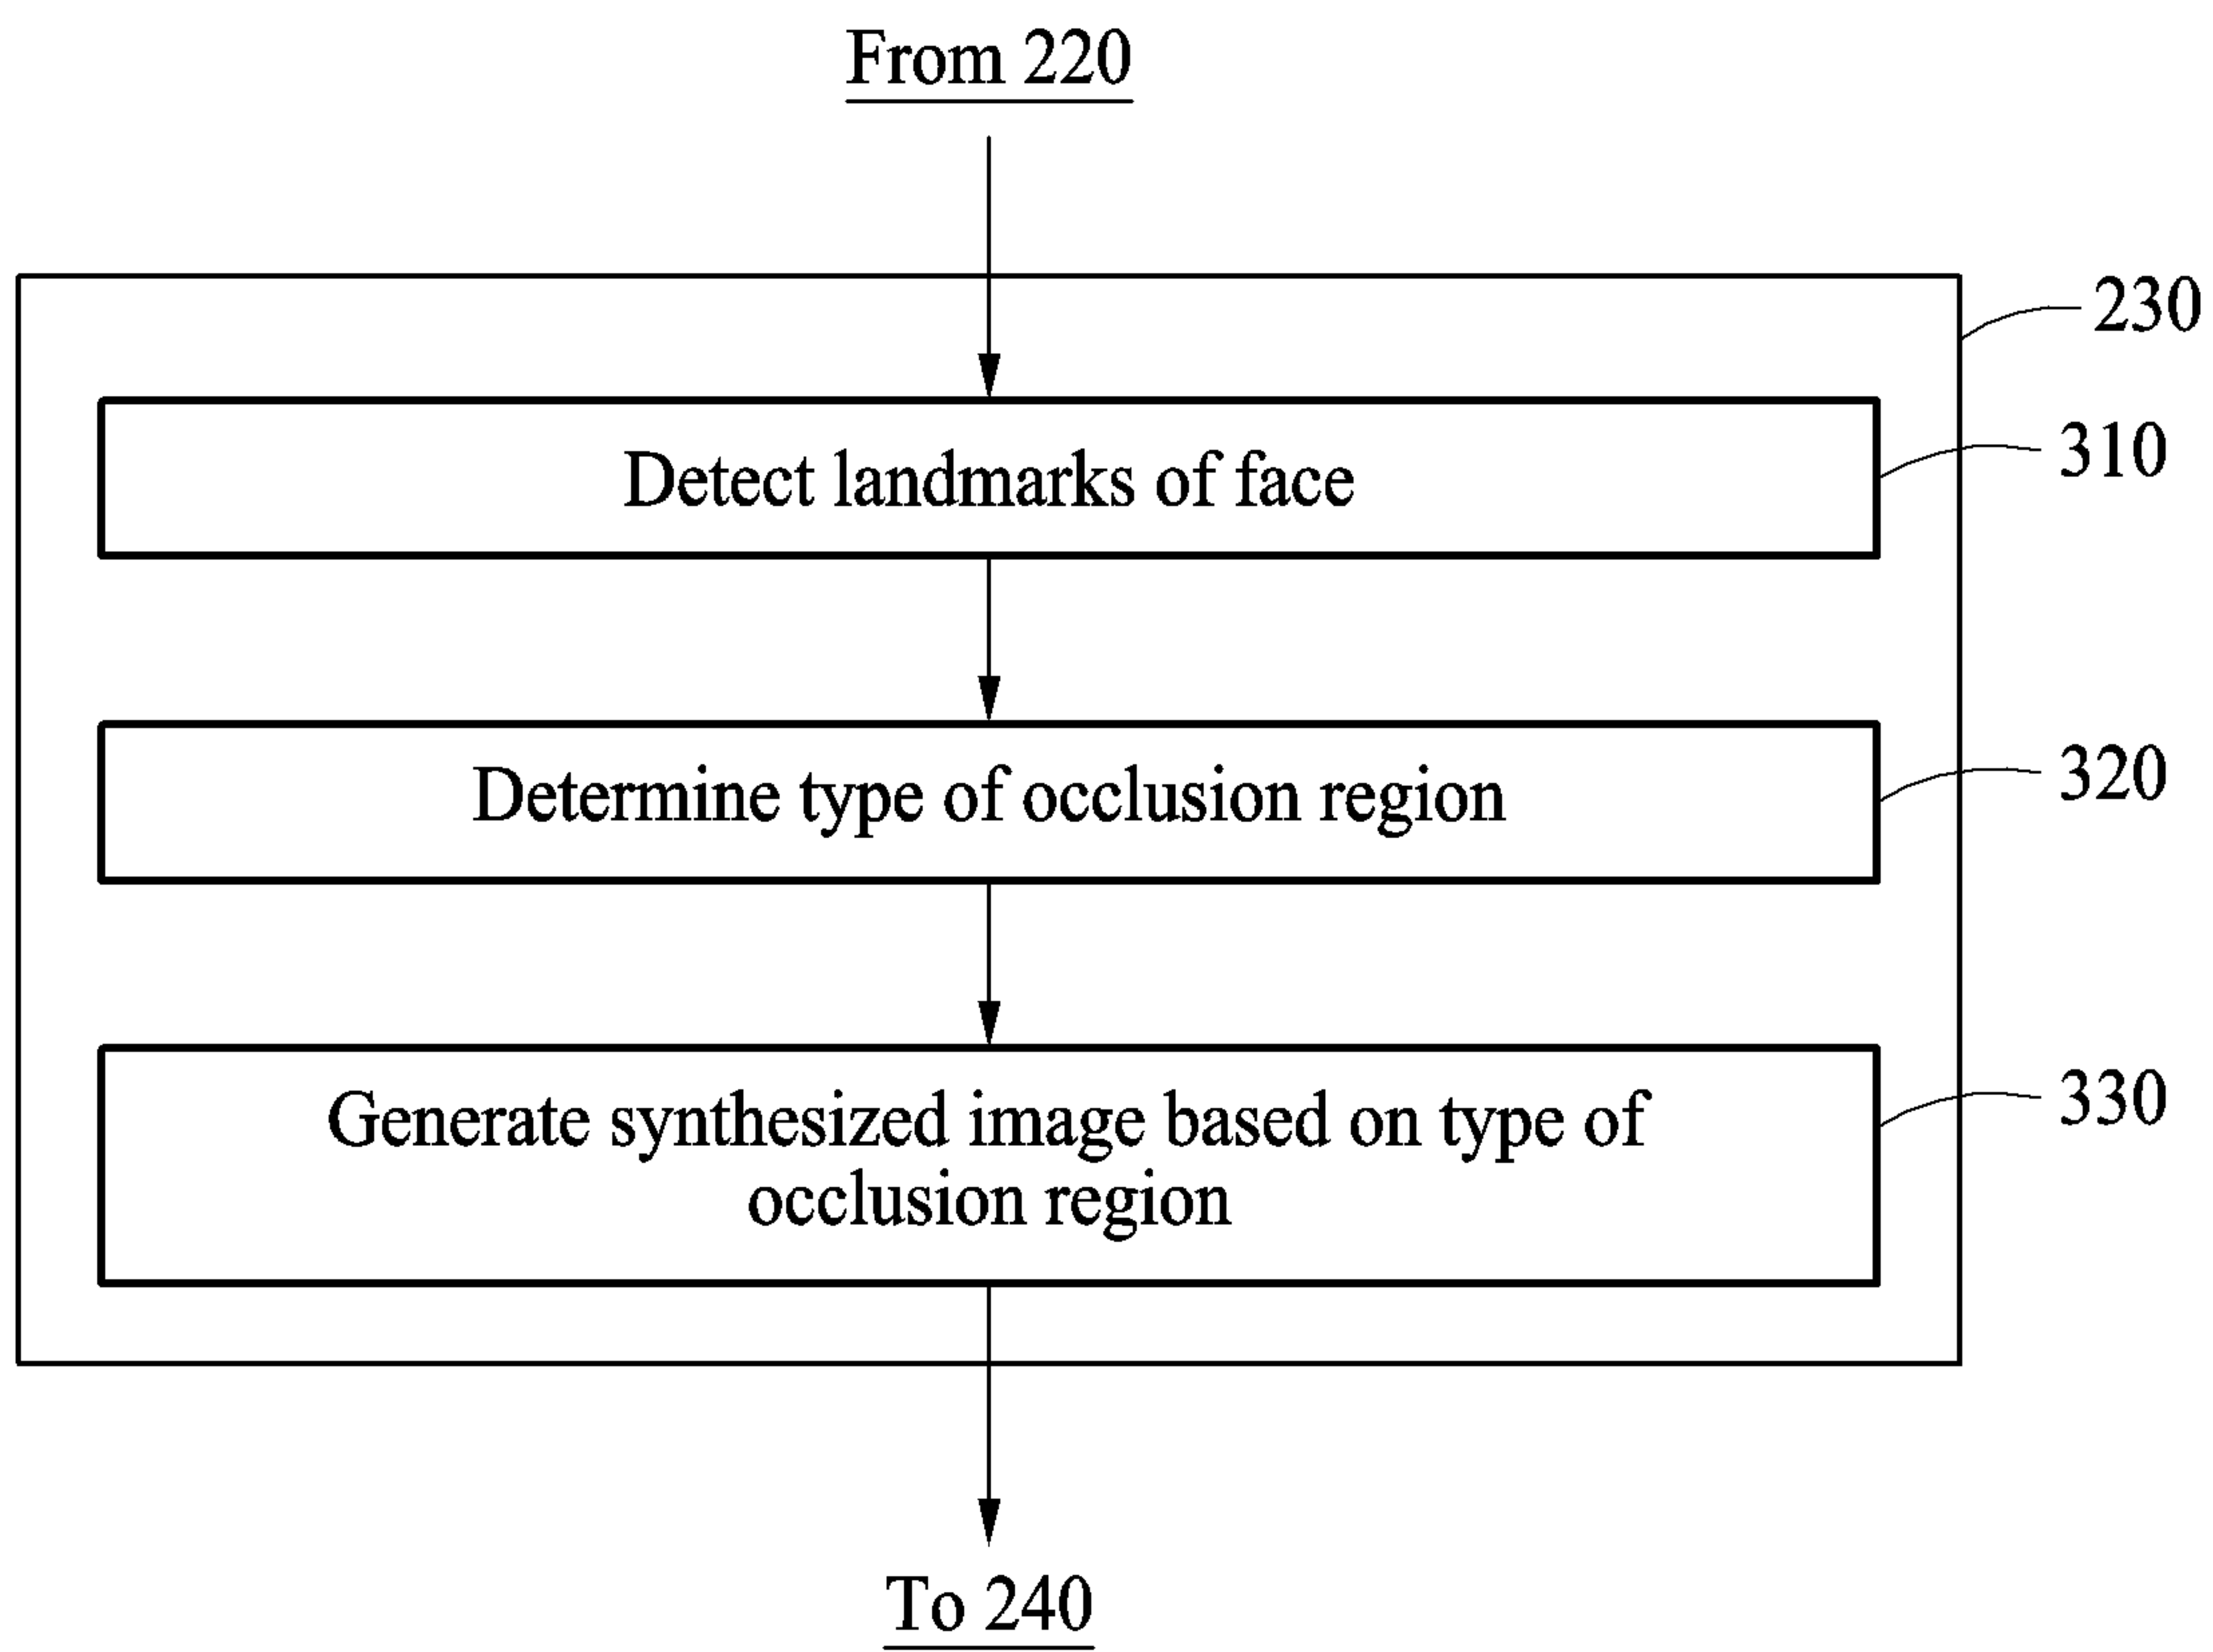 From 220
230
Detect landmarks of face
310
Determine type of occlusion region
320
Generate synthesized image based on type of
occlusion region
330
To 240